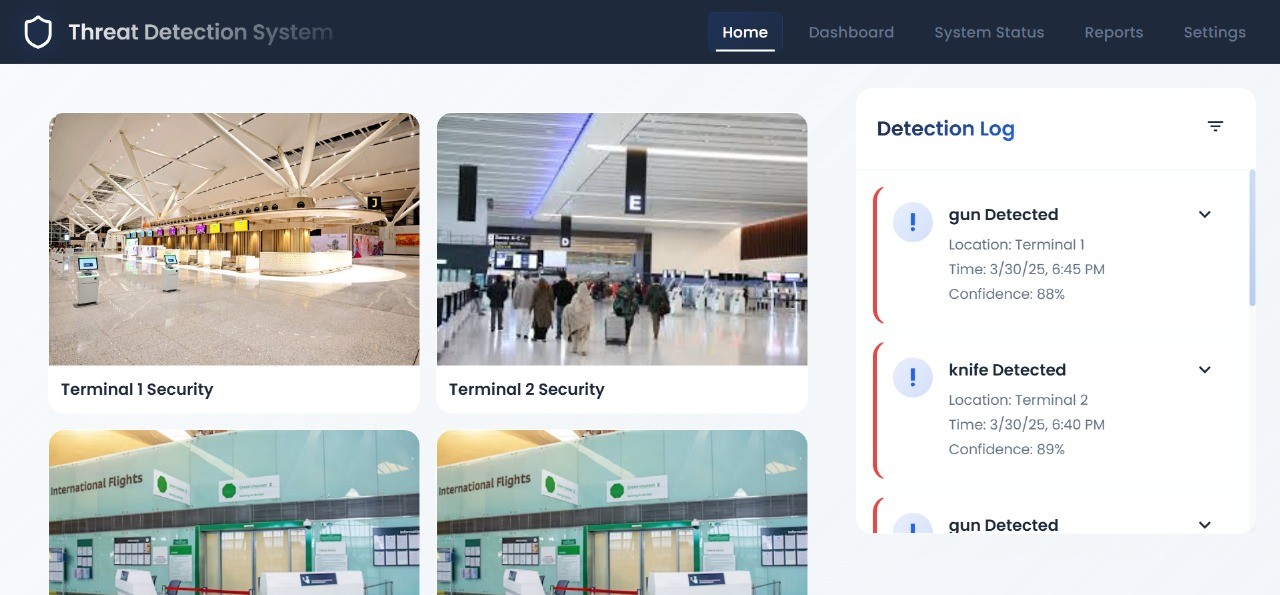 Threat Detection System
Home
Dashboard
System Status
Reports
Settings
J
E
D
Terminal 1 Security
Terminal 2 Security
International Flights
International Flights
Detection Log
! gun Detected
Location: Terminal 1
Time: 3/30/25, 6:45 PM
Confidence: 88%
! knife Detected
Location: Terminal 2
Time: 3/30/25, 6:40 PM
Confidence: 89%
! gun Detected